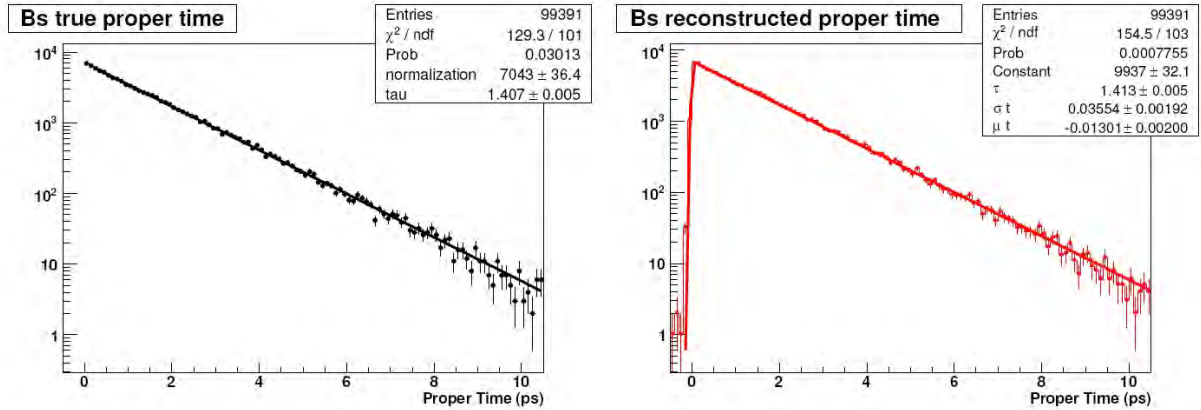 Bs true proper time
Entries 99391
χ² / ndf 129.3 / 101
Prob 0.03013
normalization 7043 ± 36.4
tau 1.407 ± 0.005
10⁴
10³
10²
10
1
0 2 4 6 8 10
Proper Time (ps)
Bs reconstructed proper time
Entries 99391
χ² / ndf 154.5 / 103
Prob 0.0007755
Constant 9937 ± 32.1
τ 1.413 ± 0.005
σ t 0.03554 ± 0.00192
μ t -0.01301 ± 0.00200
10⁴
10³
10²
10
1
0 2 4 6 8 10
Proper Time (ps)